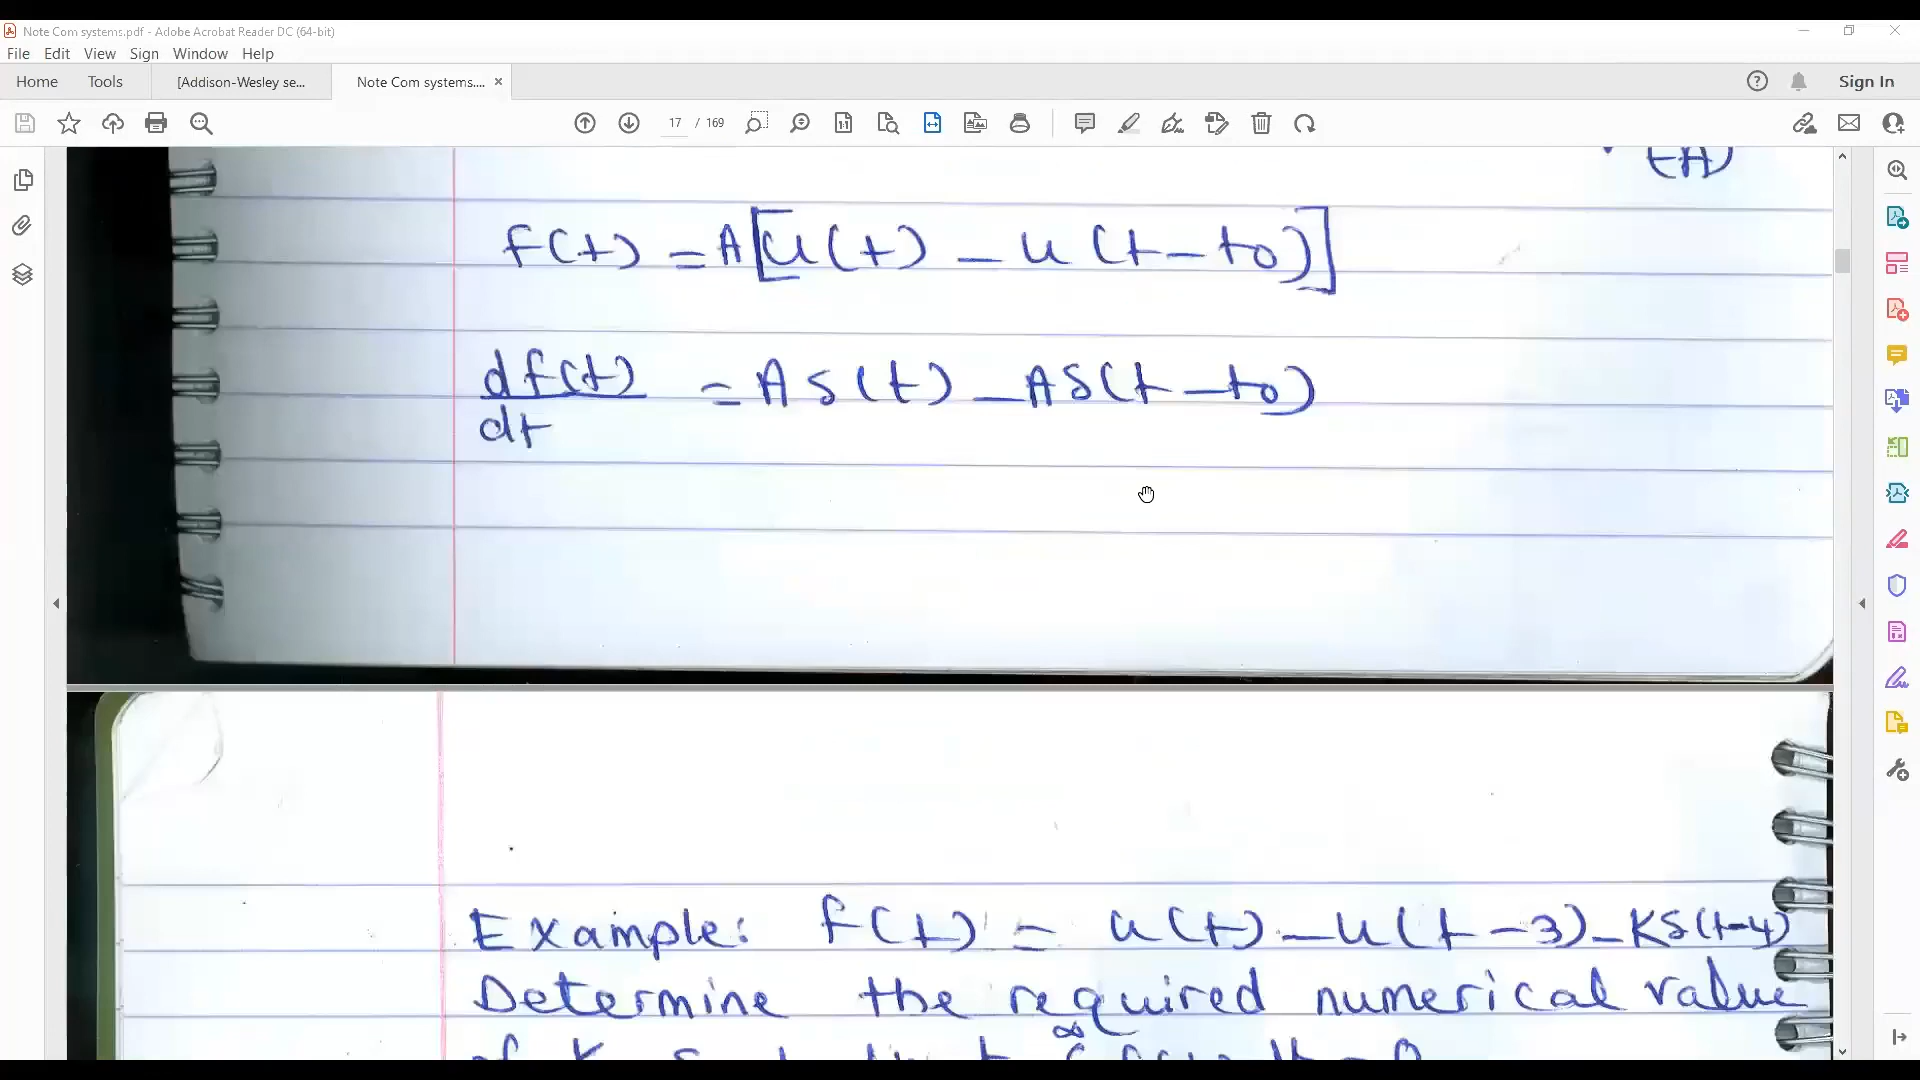 Note Com systems.pdf - Adobe Acrobat Reader DC (64-bit)
File Edit View Sign Window Help
Home Tools [Addison-Wesley se... Note Com systems.... × Sign In
17 / 169
(-A)
f(t) = A[u(t) - u(t-to)]
df(t)/dt = Aδ(t) - Aδ(t-to)
Example: f(t) = u(t) - u(t-3) - Kδ(t-4)
Determine the required numerical value
∞